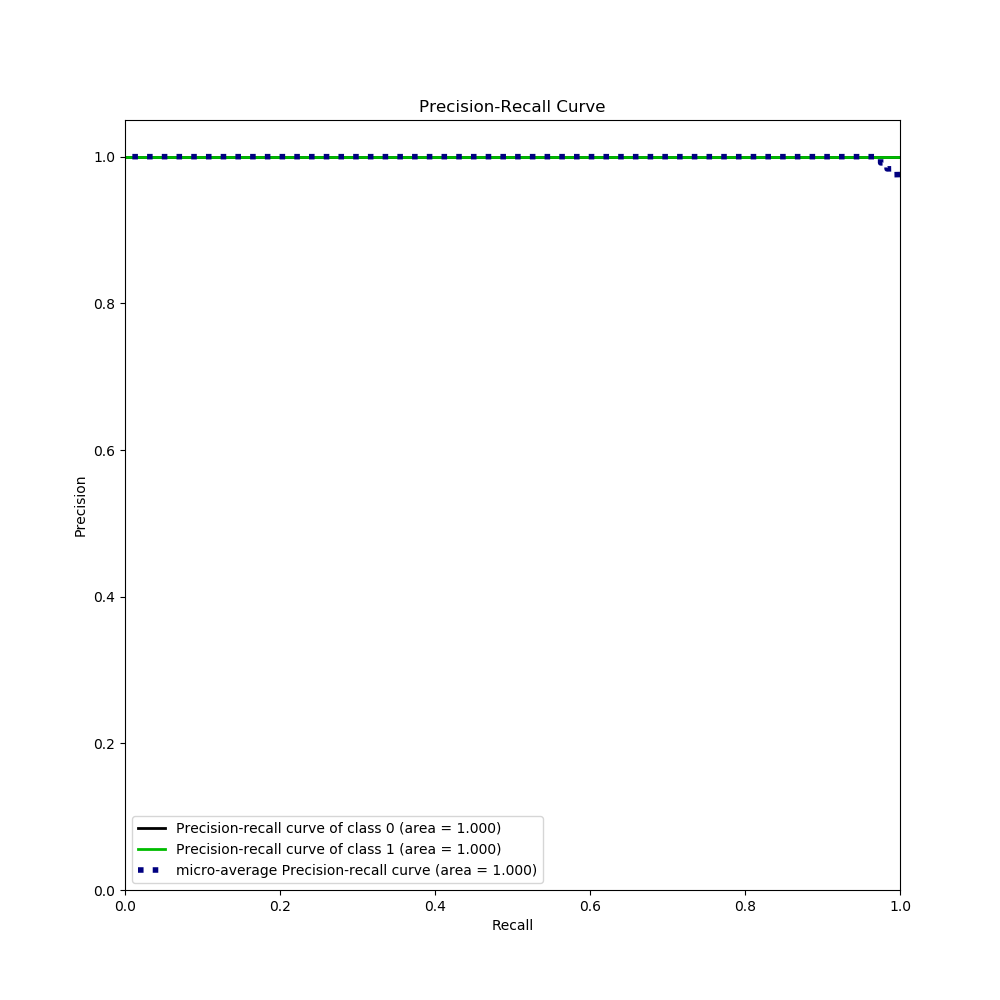 Precision-Recall Curve
1.0
0.8
0.6
0.4
0.2
0.0
Precision
Precision-recall curve of class 0 (area = 1.000)
Precision-recall curve of class 1 (area = 1.000)
micro-average Precision-recall curve (area = 1.000)
0.0 0.2 0.4 0.6 0.8 1.0
Recall